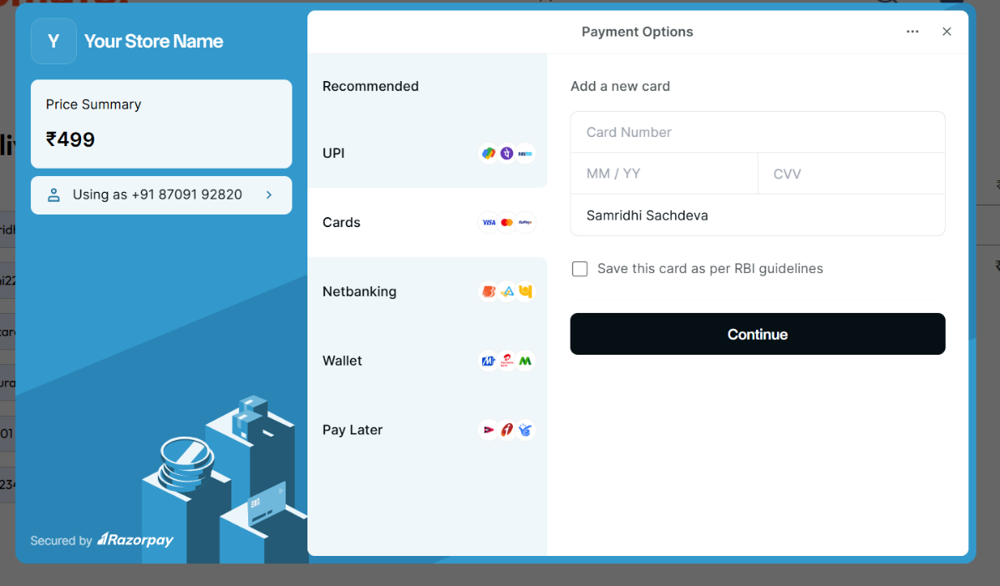 Y
Your Store Name
Price Summary
₹499
Using as +91 87091 92820
Secured by Razorpay
Payment Options
Recommended
UPI
Cards
VISA
Netbanking
Wallet
Pay Later
Add a new card
Card Number
MM / YY
CVV
Samridhi Sachdeva
Save this card as per RBI guidelines
Continue